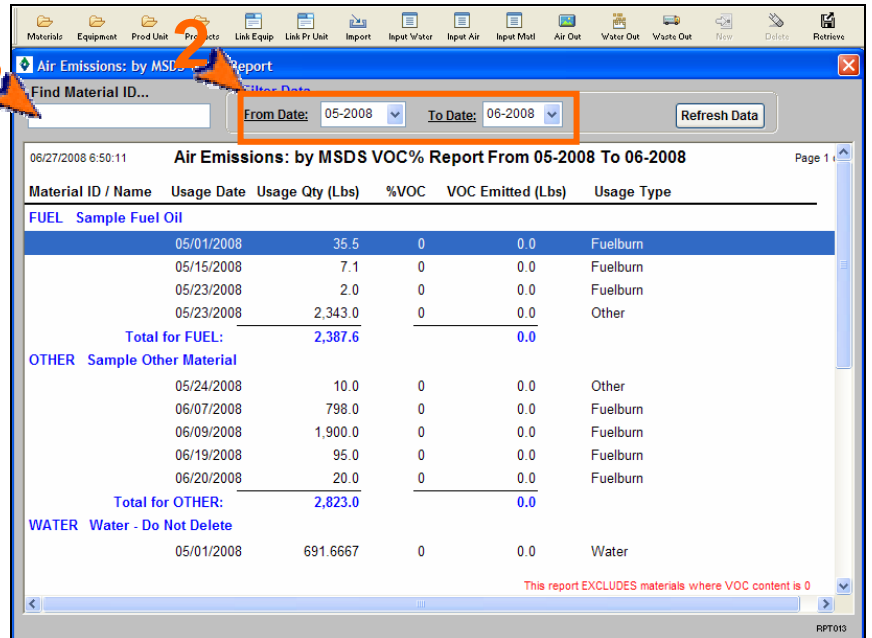 Materials Equipment Prod Unit Products Link Equip Link Pr Unit Import Input Water Input Air Input Matl Air Out Water Out Waste Out New Delete Retrieve
2
Air Emissions: by MSDS Report
Find Material ID...
Filter Data
From Date: 05-2008 To Date: 06-2008 Refresh Data
06/27/2008 6:50:11 Air Emissions: by MSDS VOC% Report From 05-2008 To 06-2008 Page 1
Material ID / Name Usage Date Usage Qty (Lbs) %VOC VOC Emitted (Lbs) Usage Type
FUEL Sample Fuel Oil
05/01/2008 35.5 0 0.0 Fuelburn
05/15/2008 7.1 0 0.0 Fuelburn
05/23/2008 2.0 0 0.0 Fuelburn
05/23/2008 2,343.0 0 0.0 Other
Total for FUEL: 2,387.6 0.0
OTHER Sample Other Material
05/24/2008 10.0 0 0.0 Other
06/07/2008 798.0 0 0.0 Fuelburn
06/09/2008 1,900.0 0 0.0 Fuelburn
06/19/2008 95.0 0 0.0 Fuelburn
06/20/2008 20.0 0 0.0 Fuelburn
Total for OTHER: 2,823.0 0.0
WATER Water - Do Not Delete
05/01/2008 691.6667 0 0.0 Water
This report EXCLUDES materials where VOC content is 0
RPT013